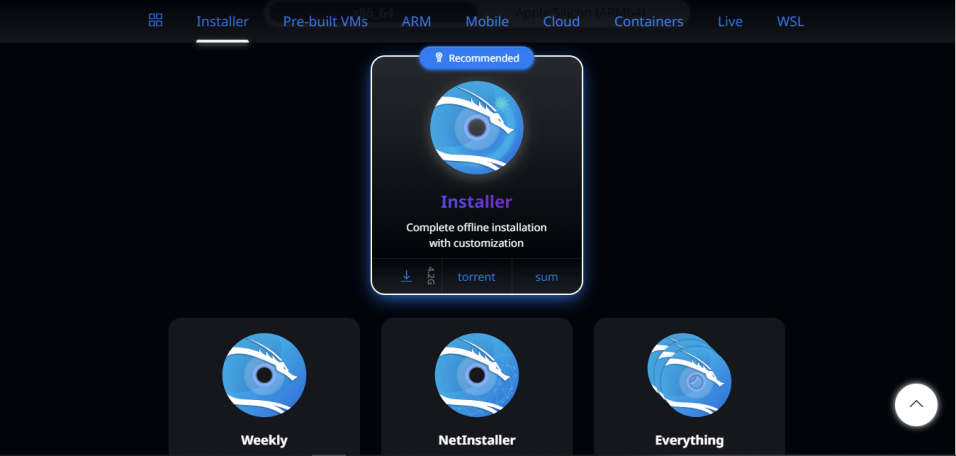 x86_64 Apple Silicon (ARM64)
Installer Pre-built VMs ARM Mobile Cloud Containers Live WSL
Recommended
Installer
Complete offline installation
with customization
4.2G torrent sum
Weekly NetInstaller Everything